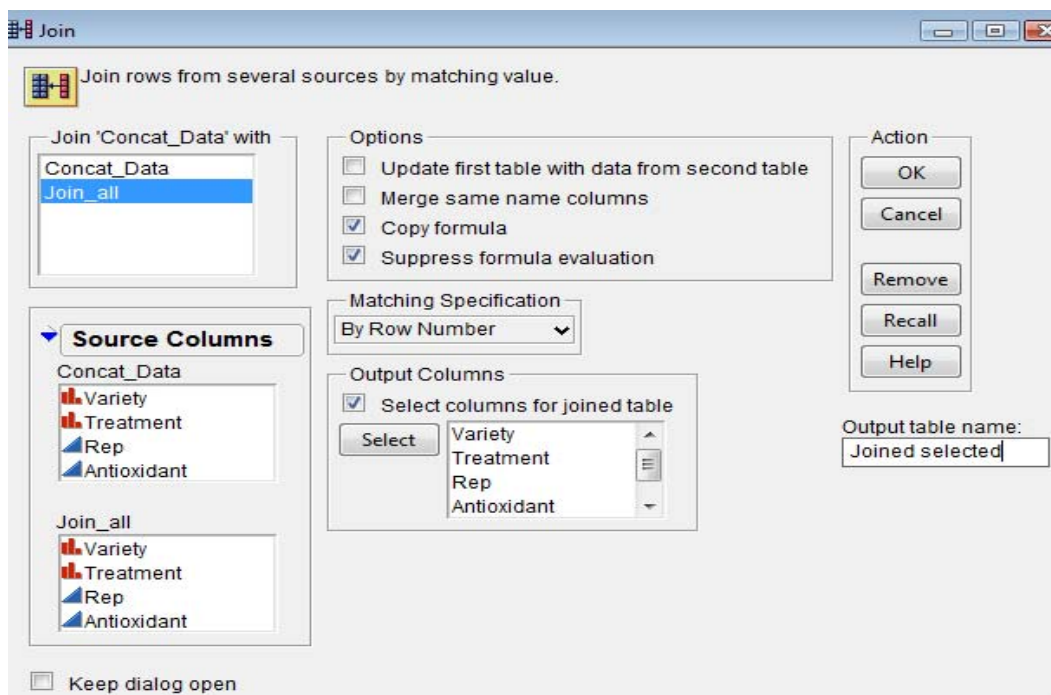 Join
Join rows from several sources by matching value.
Join 'Concat_Data' with
Concat_Data
Join_all
Options
Update first table with data from second table
Merge same name columns
Copy formula
Suppress formula evaluation
Action
OK
Cancel
Remove
Recall
Help
Matching Specification
By Row Number
Source Columns
Concat_Data
Variety
Treatment
Rep
Antioxidant
Join_all
Variety
Treatment
Rep
Antioxidant
Output Columns
Select columns for joined table
Select
Variety
Treatment
Rep
Antioxidant
Output table name:
Joined selected
Keep dialog open